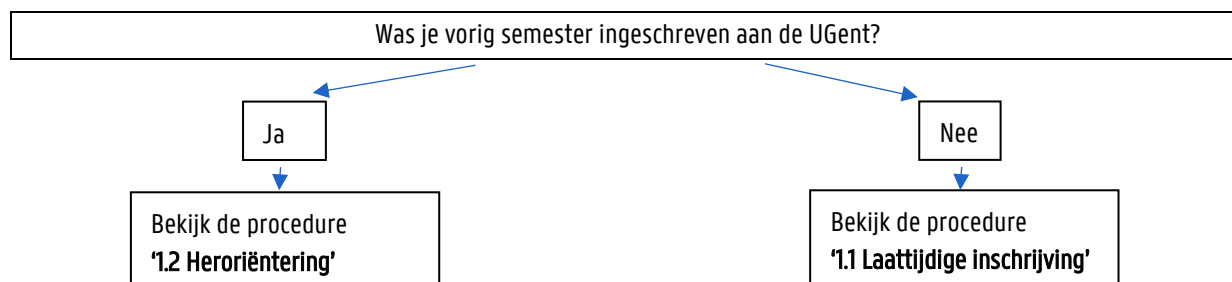 Was je vorig semester ingeschreven aan de UGent?
Ja
Nee
Bekijk de procedure
‘1.2 Heroriëntering’
Bekijk de procedure
‘1.1 Laattijdige inschrijving’